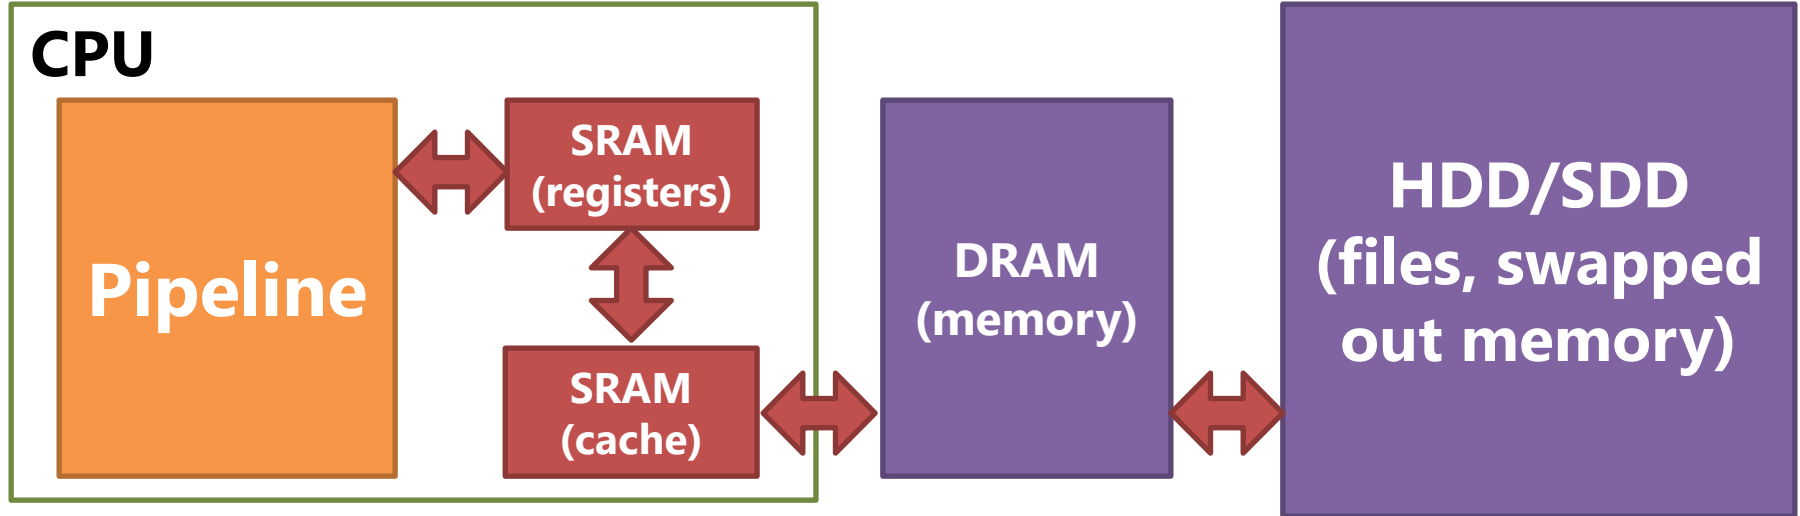 CPU
Pipeline
SRAM
(registers)
SRAM
(cache)
DRAM
(memory)
HDD/SDD
(files, swapped
out memory)